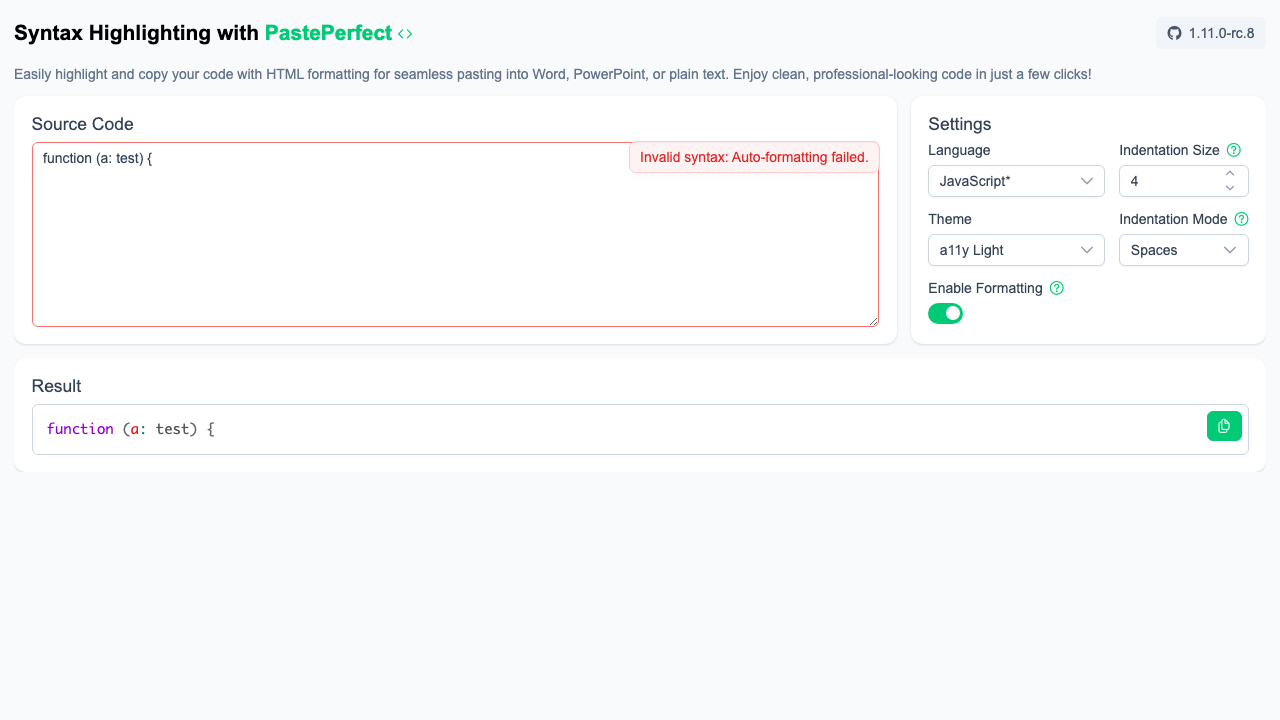 Syntax Highlighting with PastePerfect <>
1.11.0-rc.8
Easily highlight and copy your code with HTML formatting for seamless pasting into Word, PowerPoint, or plain text. Enjoy clean, professional-looking code in just a few clicks!
Source Code
function (a: test) {
Invalid syntax: Auto-formatting failed.
Settings
Language
Indentation Size
JavaScript*
4
Theme
Indentation Mode
a11y Light
Spaces
Enable Formatting
Result
function (a: test) {